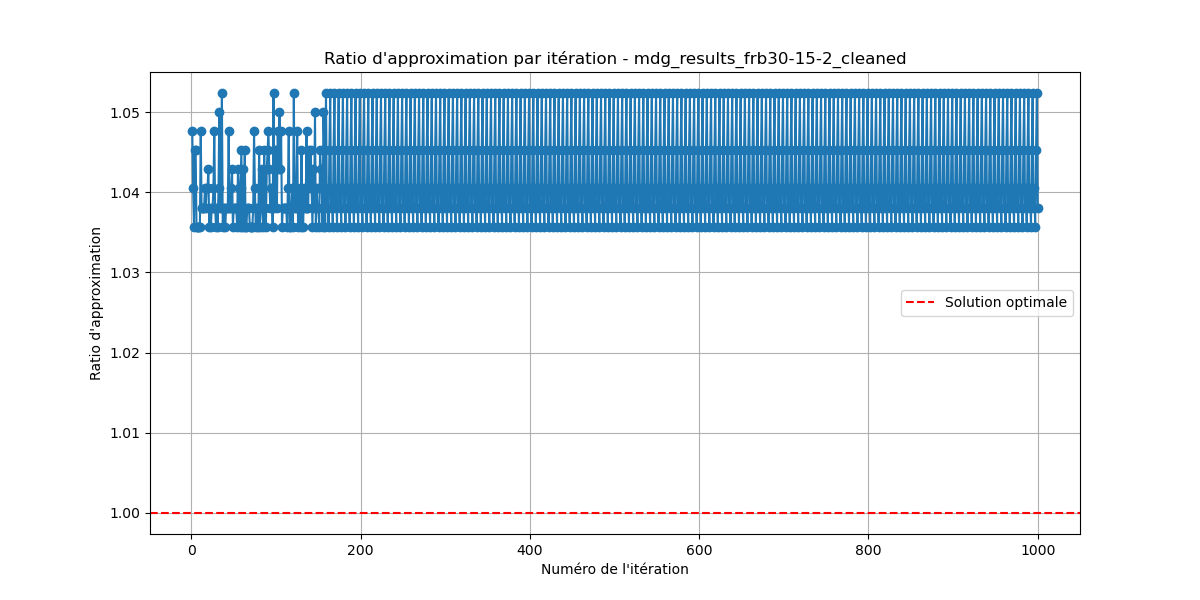 Ratio d'approximation par itération - mdg_results_frb30-15-2_cleaned
Ratio d'approximation
1.05
1.04
1.03
1.02
1.01
1.00
Solution optimale
0 200 400 600 800 1000
Numéro de l'itération